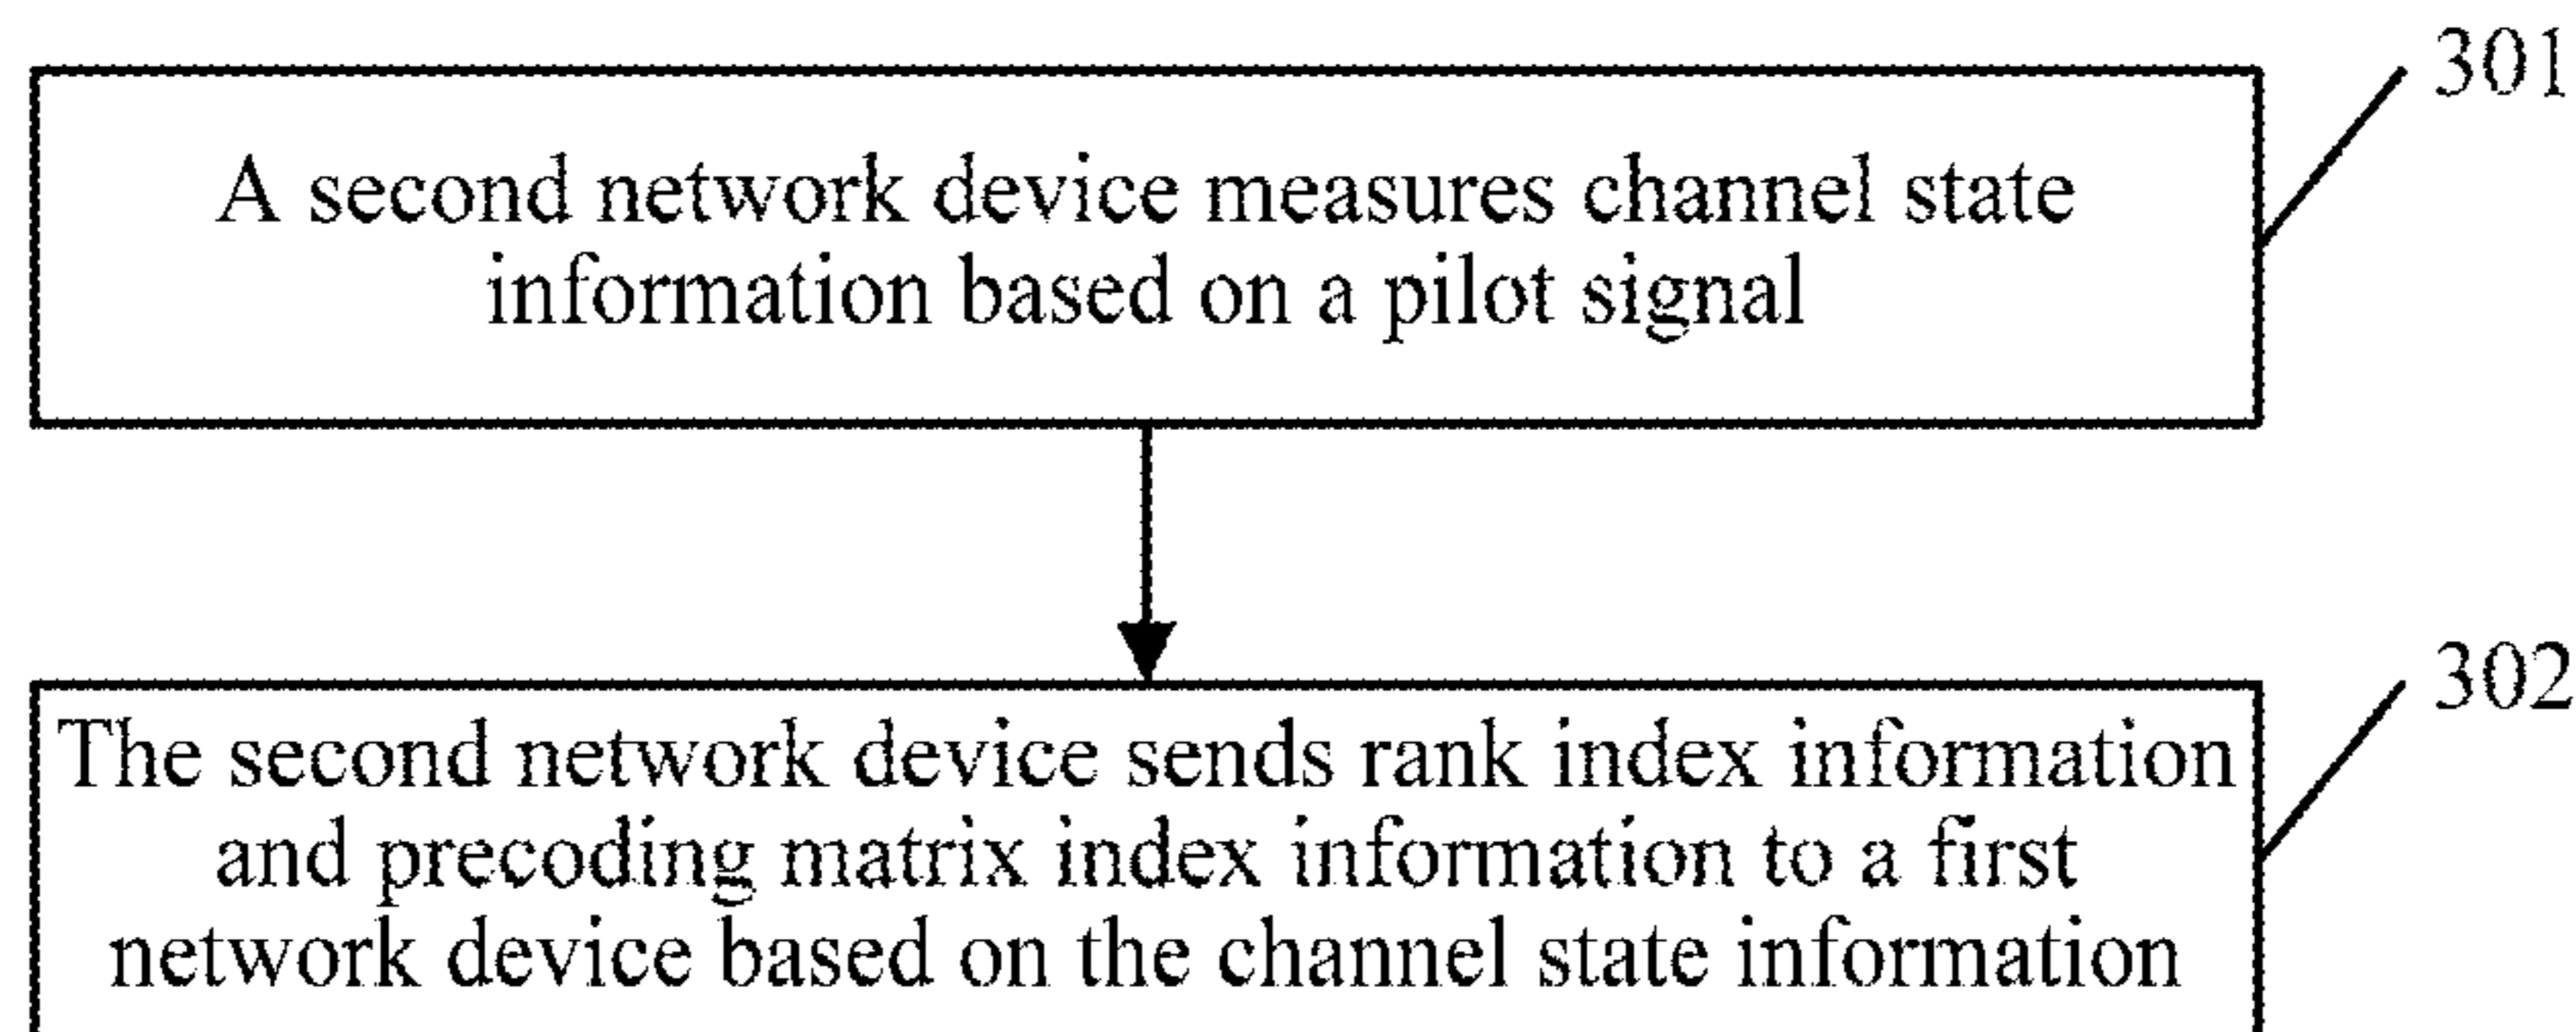 301
A second network device measures channel state
information based on a pilot signal
302
The second network device sends rank index information
and precoding matrix index information to a first
network device based on the channel state information